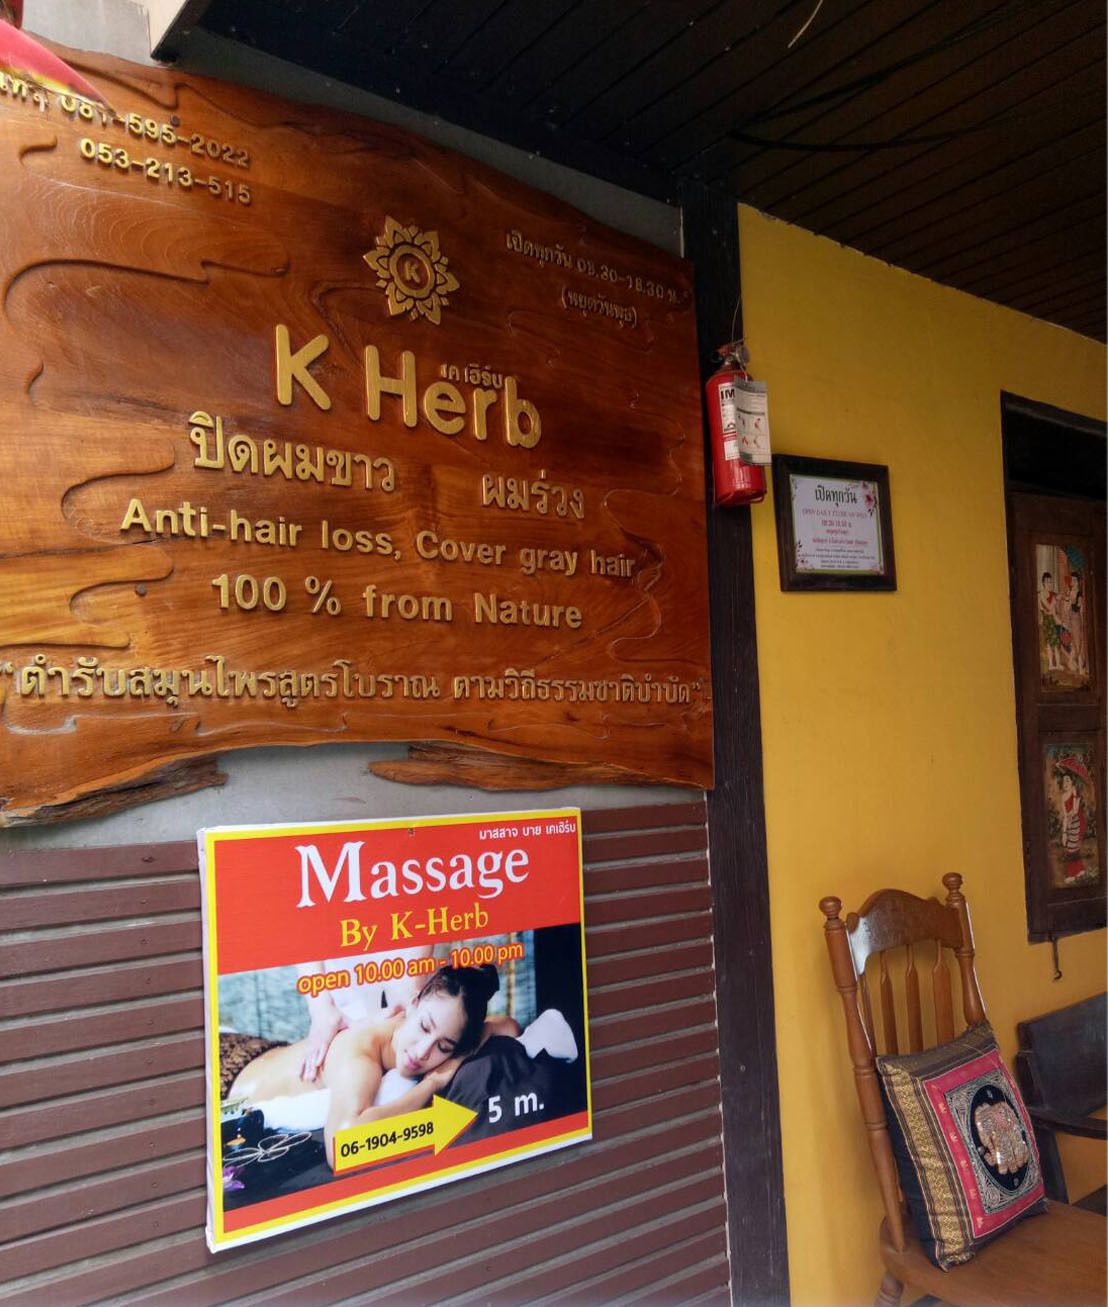 โทร. 081-595-2022
053-213-515
เปิดทุกวัน 08.30-18.30 น.
(หยุดวันพุธ)
K
เค เฮิร์บ
K Herb
ปิดผมขาว ผมร่วง
Anti-hair loss, Cover gray hair
100 % from Nature
"ตำรับสมุนไพรสูตรโบราณ ตามวิถีธรรมชาติบำบัด"
มาสสาจ บาย เคเฮิร์บ
Massage
By K-Herb
open 10.00 am - 10.00 pm
5 m.
06-1904-9598
เปิดทุกวัน